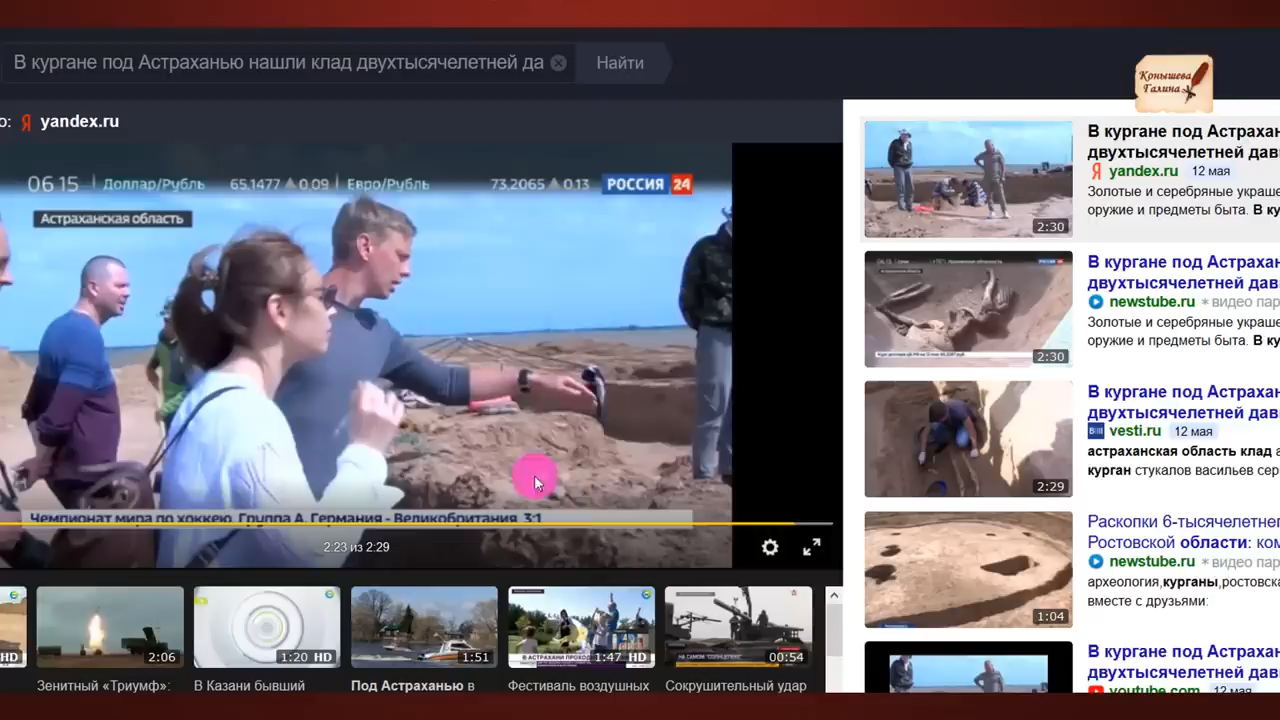 В кургане под Астраханью нашли клад двухтысячелетней да
Найти
Конышева
Галина
о: Я yandex.ru
06 15 Доллар/Рубль 65,1477 0,09 Евро/Рубль 73,2065 0,13 РОССИЯ 24
Астраханская область
Чемпионат мира по хоккею. Группа А. Германия - Великобритания 3:1
2:23 из 2:29
HD
2:06
1:20 HD
1:51
1:47 HD
00:54
Зенитный «Триумф»:
В Казани бывший
Под Астраханью в
Фестиваль воздушных
Сокрушительный удар
2:30
В кургане под Астрахан
двухтысячелетней дав
Я yandex.ru 12 мая
Золотые и серебряные украше
оружие и предметы быта. В ку
2:30
В кургане под Астрахан
двухтысячелетней дав
newstube.ru видео пар
Золотые и серебряные украше
оружие и предметы быта. В ку
2:29
В кургане под Астрахан
двухтысячелетней дав
vesti.ru 12 мая
астраханская область клад а
курган стукалов васильев сер
1:04
Раскопки 6-тысячелетнег
Ростовской области: ком
newstube.ru видео пар
археология,курганы,ростовска
вместе с друзьями:
В кургане под Астрахан
двухтысячелетней дав
youtube.com 12 мая